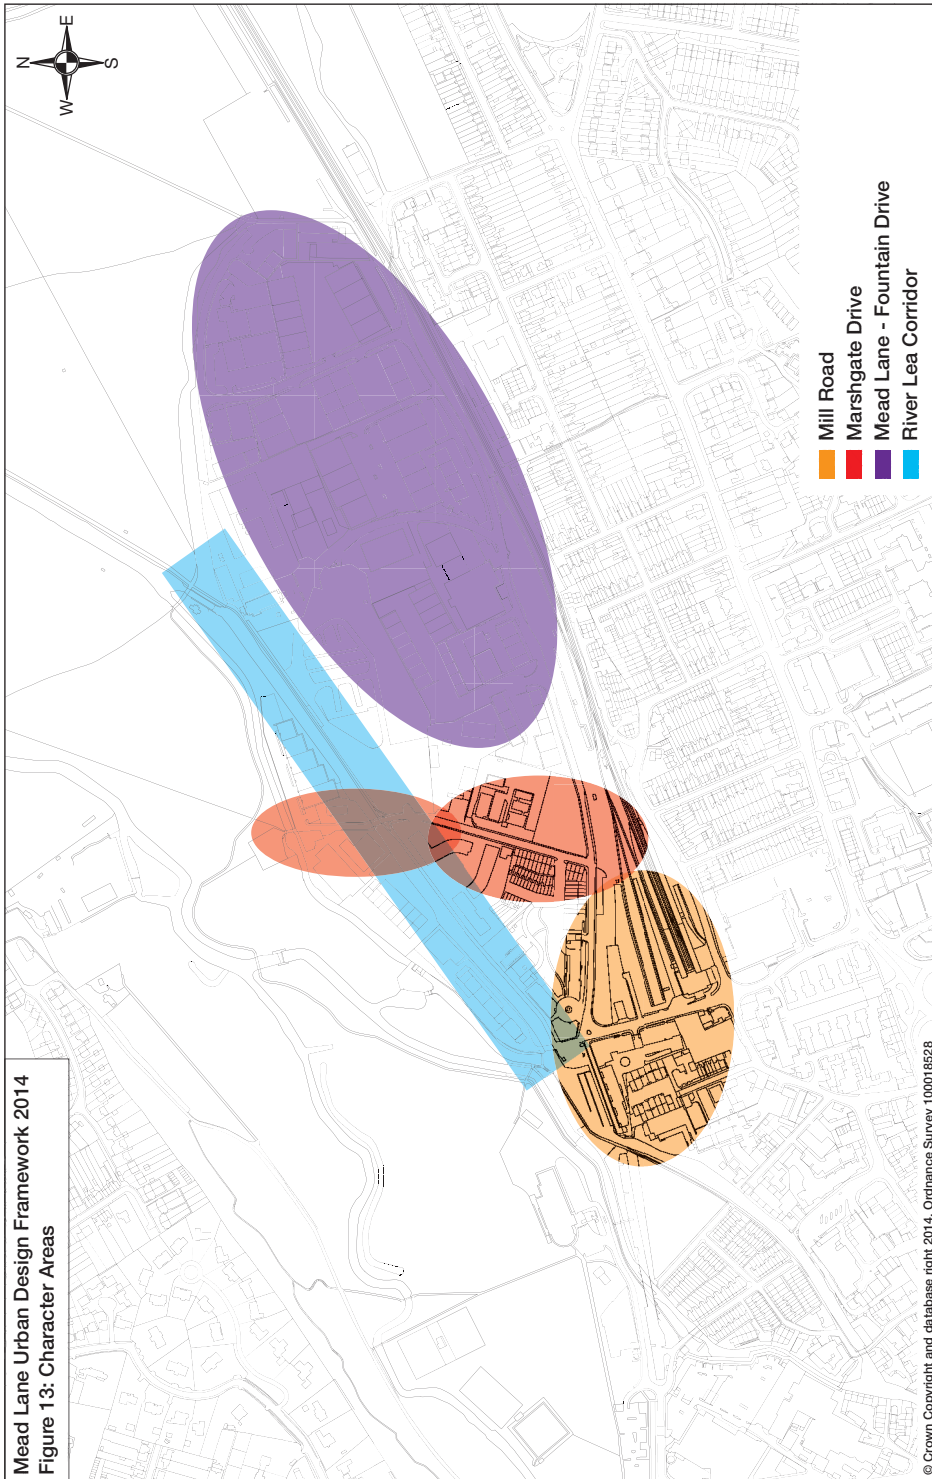 Mead Lane Urban Design Framework 2014
Figure 13: Character Areas
N
E
S
W
Mill Road
Marshgate Drive
Mead Lane - Fountain Drive
River Lea Corridor
© Crown Copyright and database right 2014. Ordnance Survey 100018528